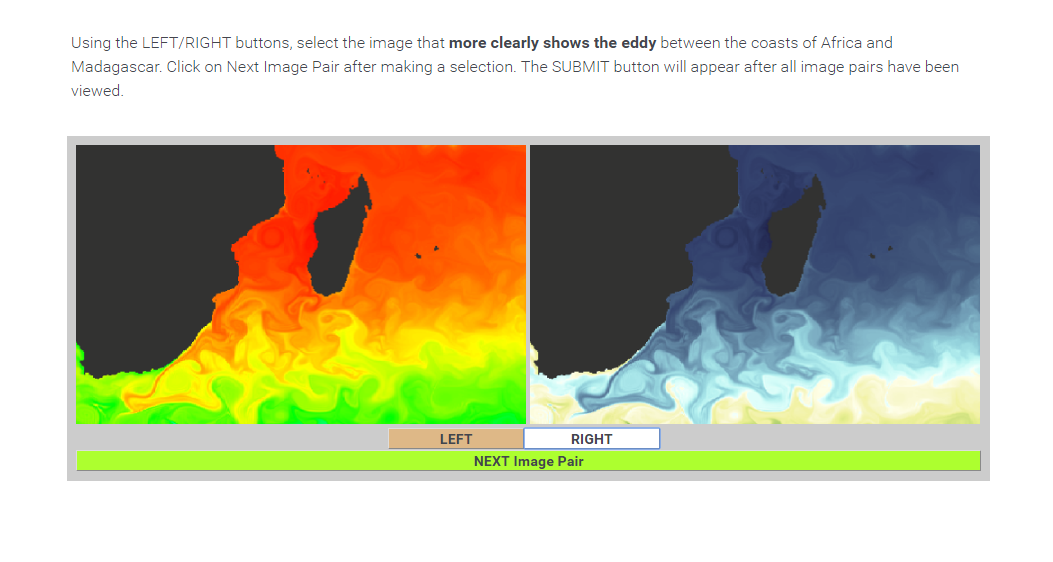 Using the LEFT/RIGHT buttons, select the image that more clearly shows the eddy between the coasts of Africa and
Madagascar. Click on Next Image Pair after making a selection. The SUBMIT button will appear after all image pairs have been
viewed.
LEFT
RIGHT
NEXT Image Pair